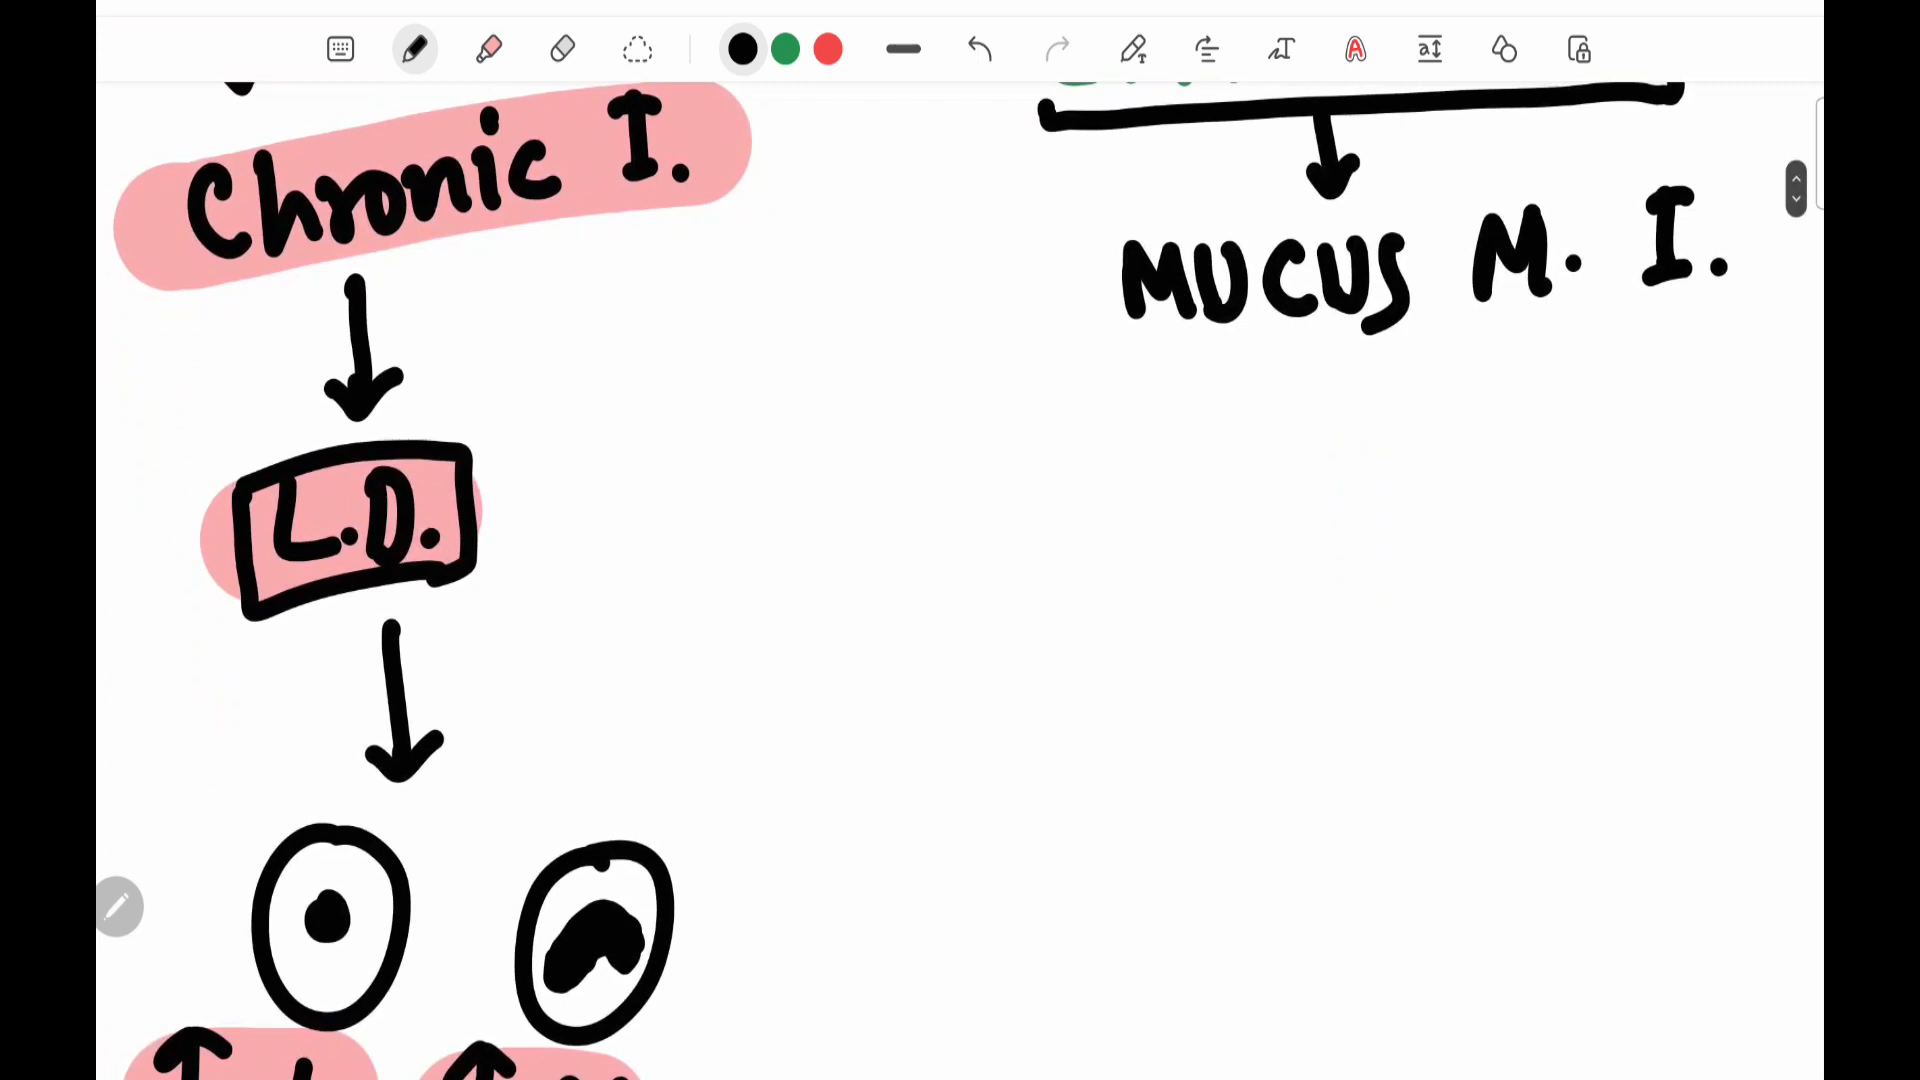 Chronic I.
MUCUS M. I.
L.D.